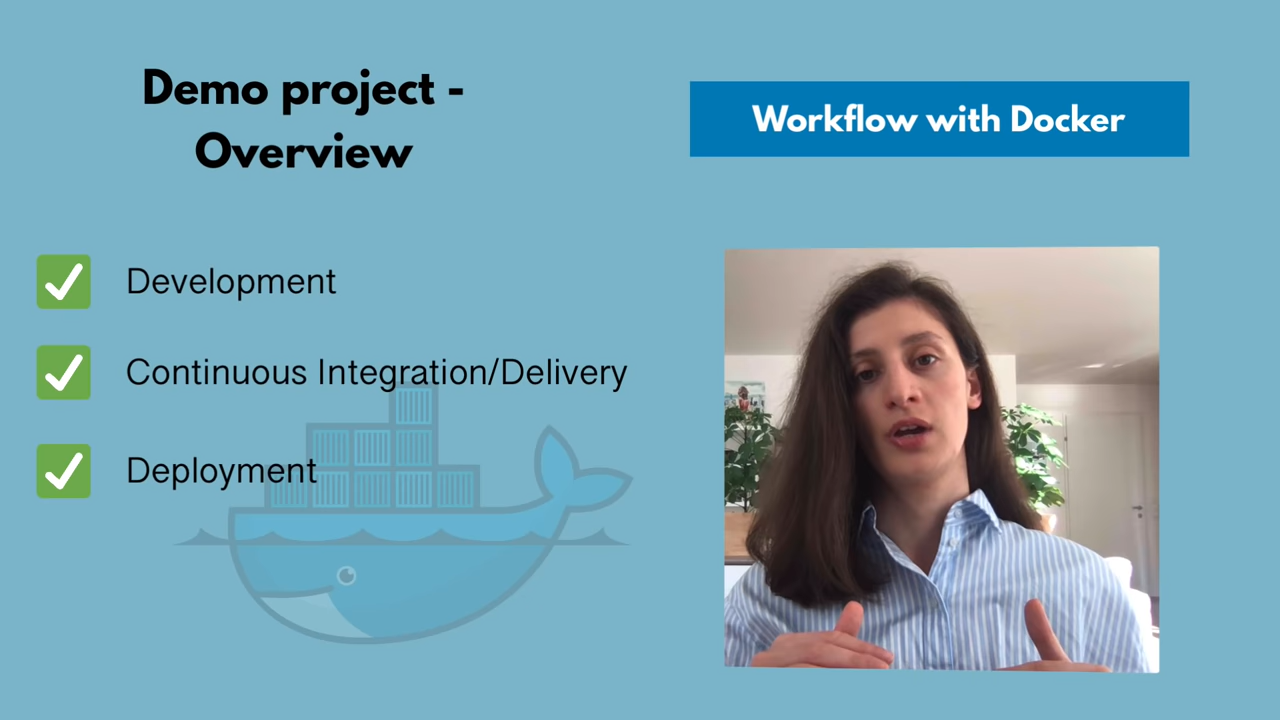 Demo project -
Overview
Workflow with Docker
Development
Continuous Integration/Delivery
Deployment